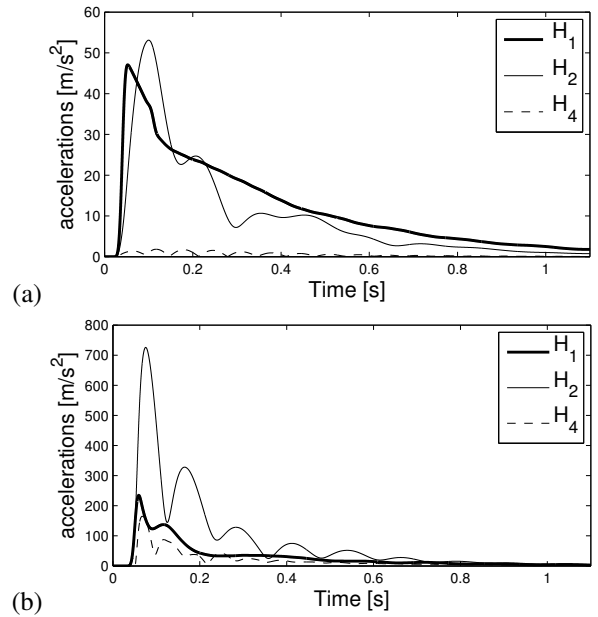 60
50
40
30
20
10
0
accelerations [m/s²]
H₁
H₂
H₄
0 0.2 0.4 0.6 0.8 1
Time [s]
(a)
800
700
600
500
400
300
200
100
0
accelerations [m/s²]
H₁
H₂
H₄
0 0.2 0.4 0.6 0.8 1
Time [s]
(b)